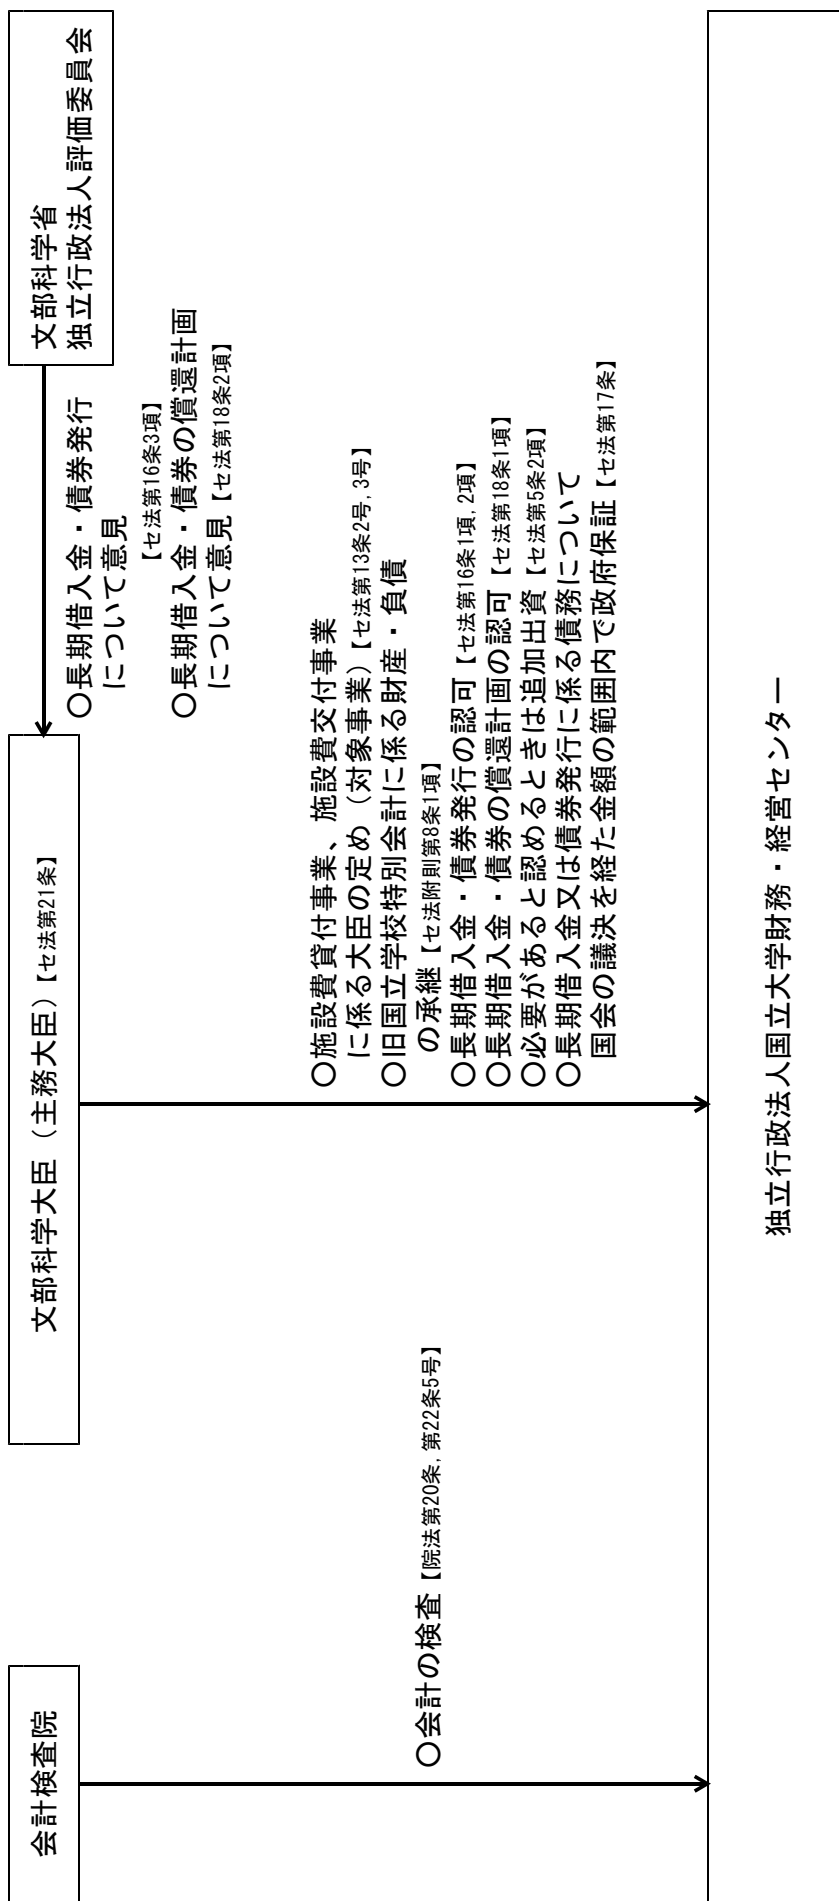 文部科学省
独立行政法人評価委員会
○長期借入金・債券発行
について意見
【セ法第16条3項】
○長期借入金・債券の償還計画
について意見【セ法第18条2項】
文部科学大臣(主務大臣)【セ法第21条】
○施設費貸付事業、施設費交付事業
に係る大臣の定め(対象事業)【セ法第13条2号,3号】
○旧国立学校特別会計に係る財産・負債
の承継【セ法附則第8条1項】
○長期借入金・債券発行の認可【セ法第16条1項,2項】
○長期借入金・債券の償還計画の認可【セ法第18条1項】
○必要があると認めるときは追加出資【セ法第5条2項】
○長期借入金又は債券発行に係る債務について
国会の議決を経た金額の範囲内で政府保証【セ法第17条】
会計検査院
○会計の検査【院法第20条,第22条5号】
独立行政法人国立大学財務・経営センター